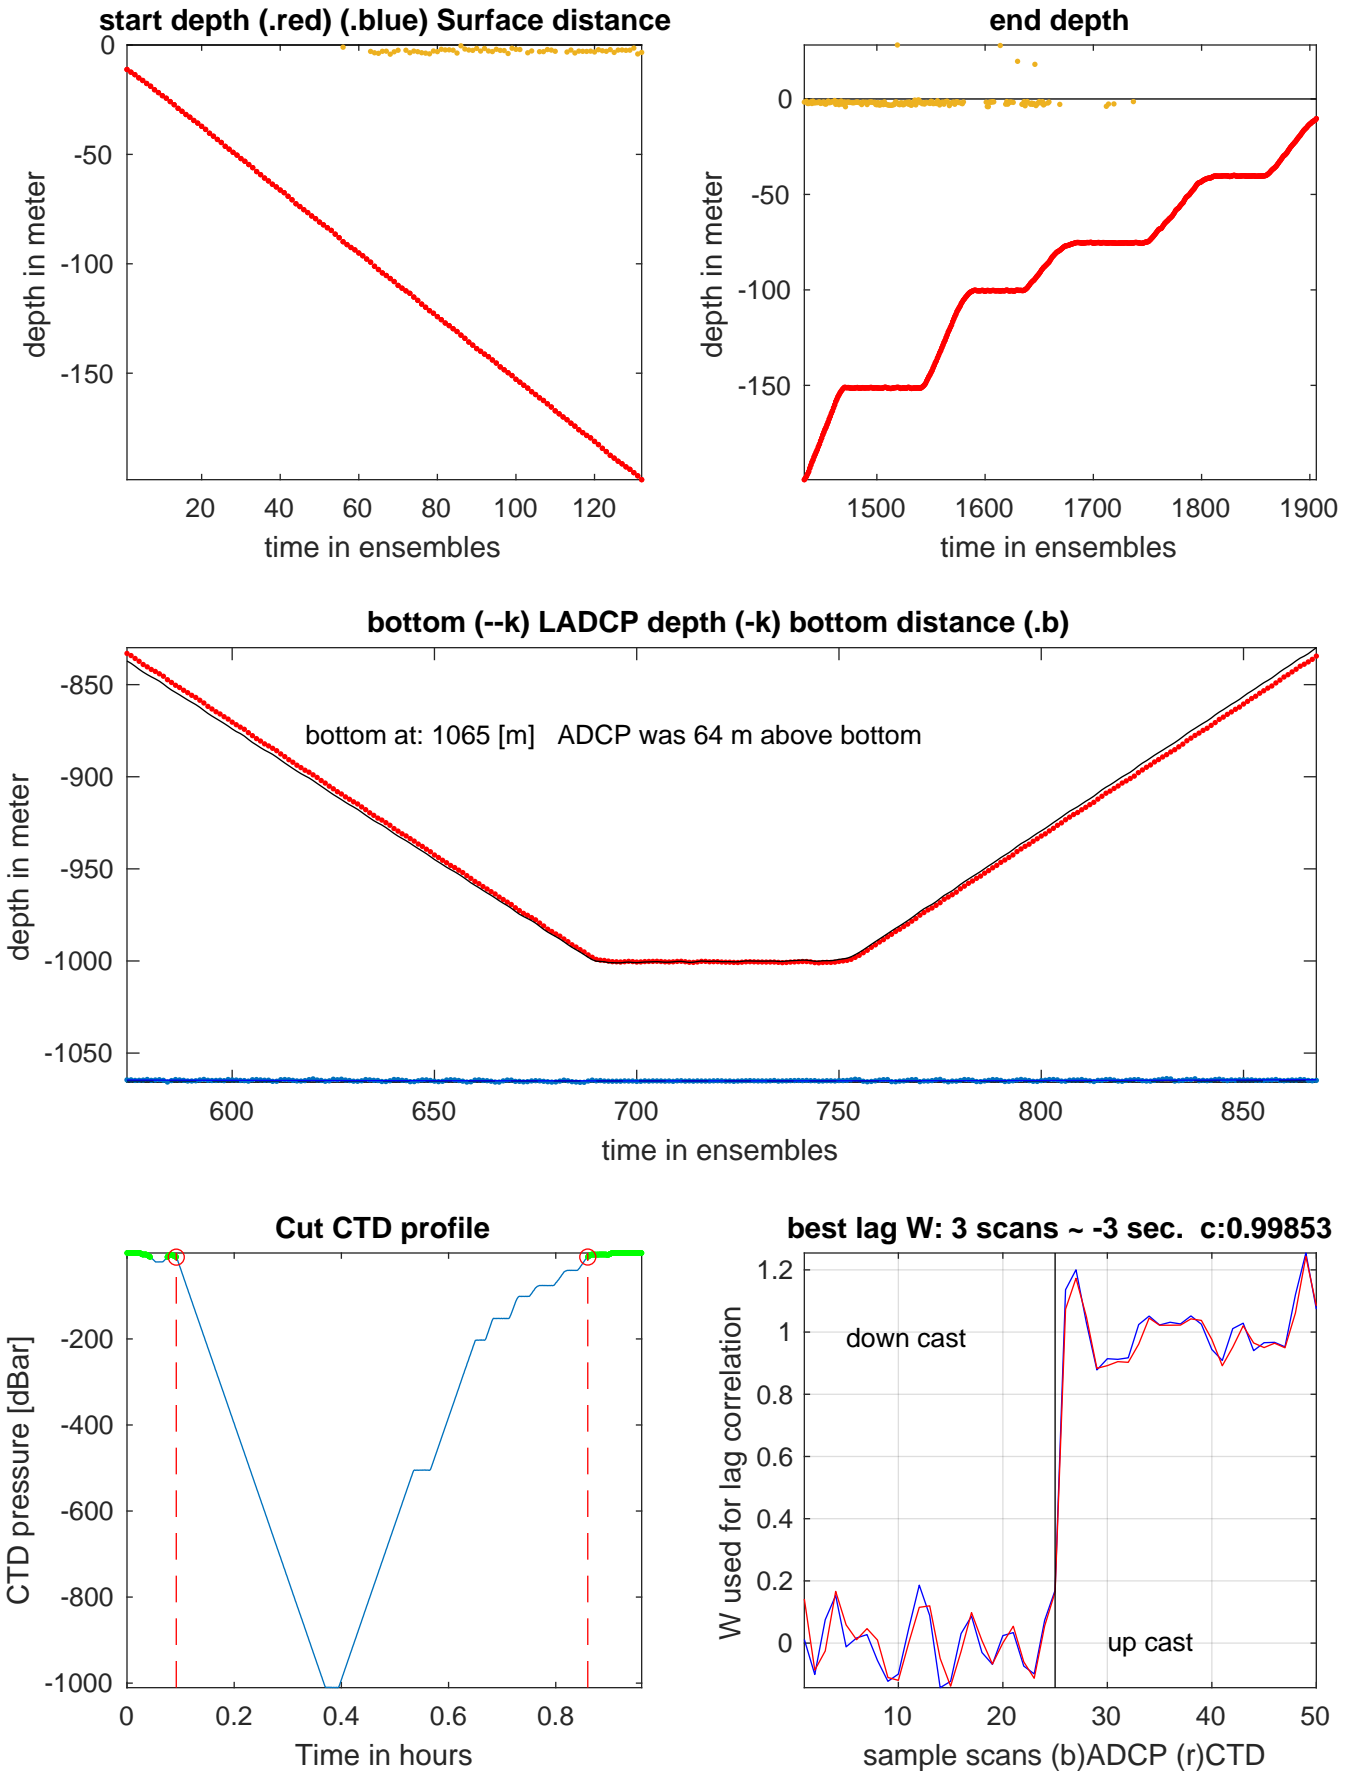 start depth (.red) (.blue) Surface distance
0
-50
-100
-150
depth in meter
20 40 60 80 100 120
time in ensembles
end depth
0
-50
-100
-150
depth in meter
1500 1600 1700 1800 1900
time in ensembles
bottom (--k) LADCP depth (-k) bottom distance (.b)
-850
-900
-950
-1000
-1050
depth in meter
bottom at: 1065 [m] ADCP was 64 m above bottom
600 650 700 750 800 850
time in ensembles
Cut CTD profile
-200
-400
-600
-800
-1000
CTD pressure [dBar]
0 0.2 0.4 0.6 0.8
Time in hours
best lag W: 3 scans ~ -3 sec. c:0.99853
1.2
1
0.8
0.6
0.4
0.2
0
W used for lag correlation
down cast
up cast
10 20 30 40 50
sample scans (b)ADCP (r)CTD